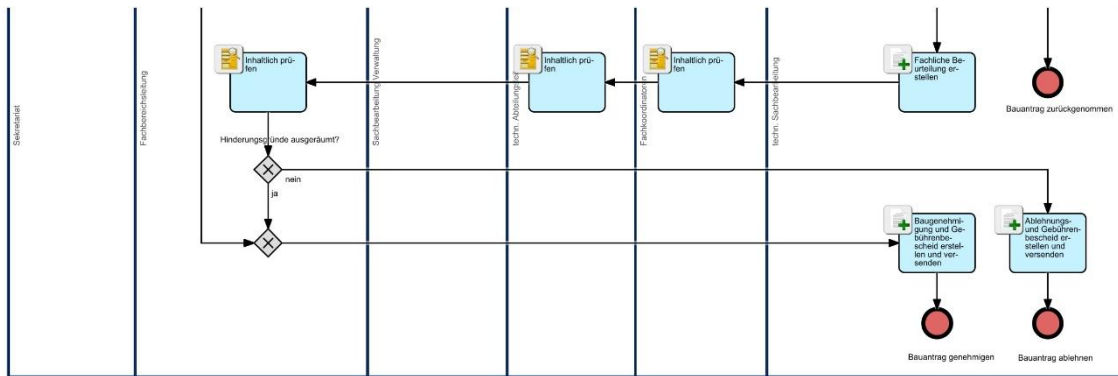 Sekretariat
Fachbereichsleitung
Sachbearbeitung Verwaltung
techn. Abteilungslei
Fachkoordinatoren
techn. Sachbearbeitung
Inhaltlich prü-
fen
Inhaltlich prü-
fen
Inhaltlich prü-
fen
Fachliche Be-
urteilung er-
stellen
Bauantrag zurückgenommen
Hinderungsgründe ausgeräumt?
nein
ja
Baugenehmi-
gung und Ge-
bührenbe-
scheid erstel-
len und ver-
senden
Ablehnungs-
und Gebühren-
bescheid er-
stellen und
versenden
Bauantrag genehmigen
Bauantrag ablehnen